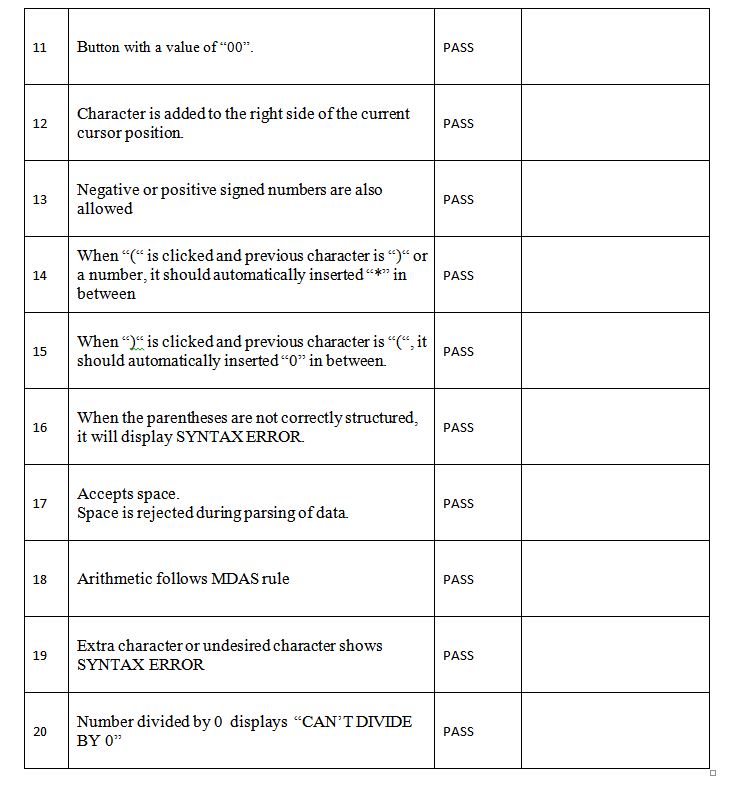 11 Button with a value of “00”. PASS
12 Character is added to the right side of the current
cursor position. PASS
13 Negative or positive signed numbers are also
allowed PASS
14 When “(“ is clicked and previous character is “)“ or
a number, it should automatically inserted “*” in
between PASS
15 When “)“ is clicked and previous character is “(“, it
should automatically inserted “0” in between. PASS
16 When the parentheses are not correctly structured,
it will display SYNTAX ERROR. PASS
17 Accepts space.
Space is rejected during parsing of data. PASS
18 Arithmetic follows MDAS rule PASS
19 Extra character or undesired character shows
SYNTAX ERROR PASS
20 Number divided by 0 displays “CAN’T DIVIDE
BY 0” PASS